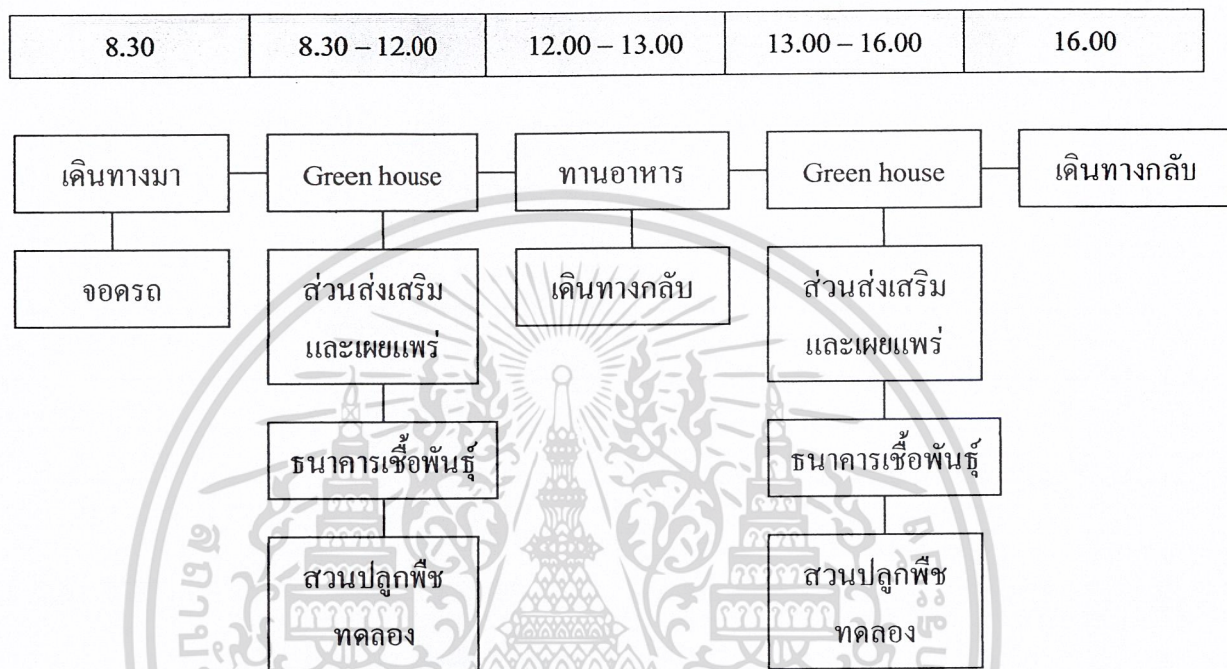 8.30 8.30 – 12.00 12.00 – 13.00 13.00 – 16.00 16.00
เดินทางมา Green house ทานอาหาร Green house เดินทางกลับ
จอดรถ ส่วนส่งเสริม เดินทางกลับ ส่วนส่งเสริม
และเผยแพร่ และเผยแพร่
ธนาคารเชื้อพันธุ์ ธนาคารเชื้อพันธุ์
สวนปลูกพืช สวนปลูกพืช
ทดลอง ทดลอง